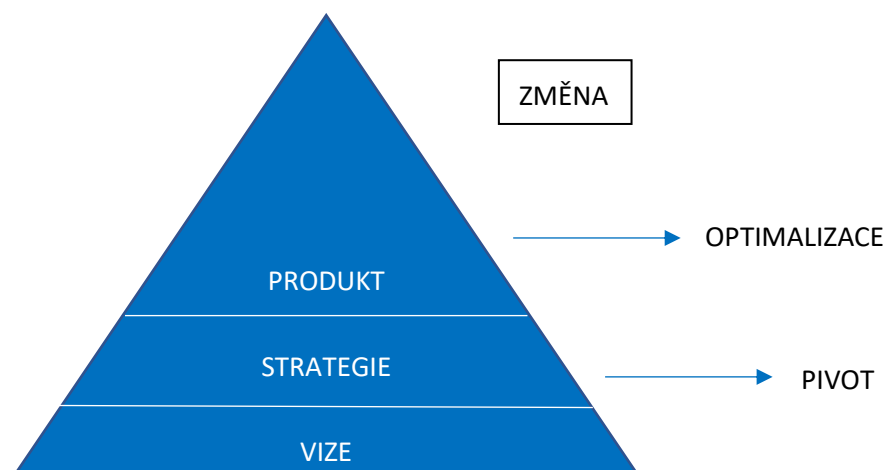 ZMĚNA
OPTIMALIZACE
PRODUKT
STRATEGIE
PIVOT
VIZE